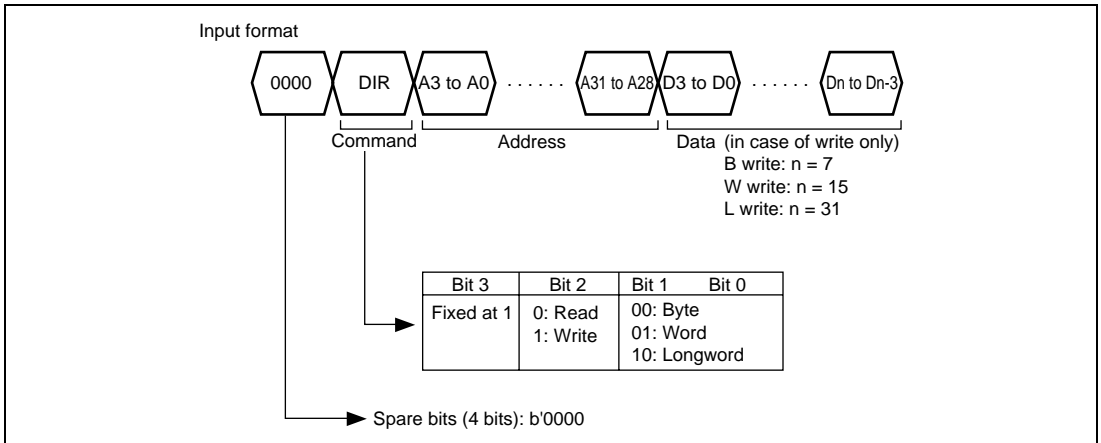 Input format
0000 DIR A3 to A0 . . . . . . A31 to A28 D3 to D0 . . . . . . Dn to Dn-3
Command Address Data (in case of write only)
B write: n = 7
W write: n = 15
L write: n = 31
Bit 3 Bit 2 Bit 1 Bit 0
Fixed at 1 0: Read 00: Byte
1: Write 01: Word
10: Longword
Spare bits (4 bits): b'0000